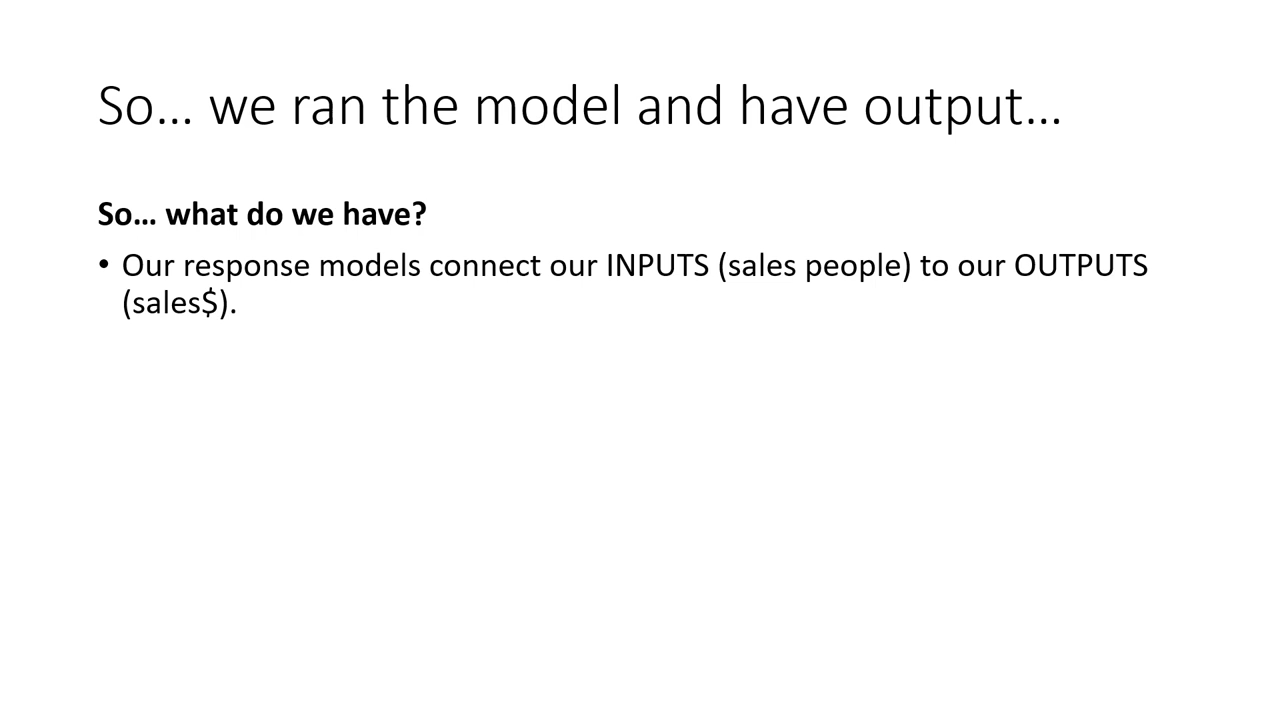 So… we ran the model and have output…
So… what do we have?
• Our response models connect our INPUTS (sales people) to our OUTPUTS
(sales$).